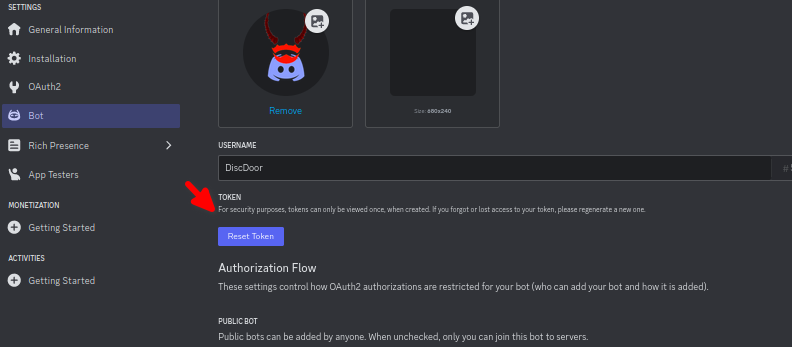 SETTINGS
General Information
Installation
OAuth2
Bot
Rich Presence
App Testers
MONETIZATION
Getting Started
ACTIVITIES
Getting Started
Remove
Size: 680x240
USERNAME
DiscDoor
#
TOKEN
For security purposes, tokens can only be viewed once, when created. If you forgot or lost access to your token, please regenerate a new one.
Reset Token
Authorization Flow
These settings control how OAuth2 authorizations are restricted for your bot (who can add your bot and how it is added).
PUBLIC BOT
Public bots can be added by anyone. When unchecked, only you can join this bot to servers.